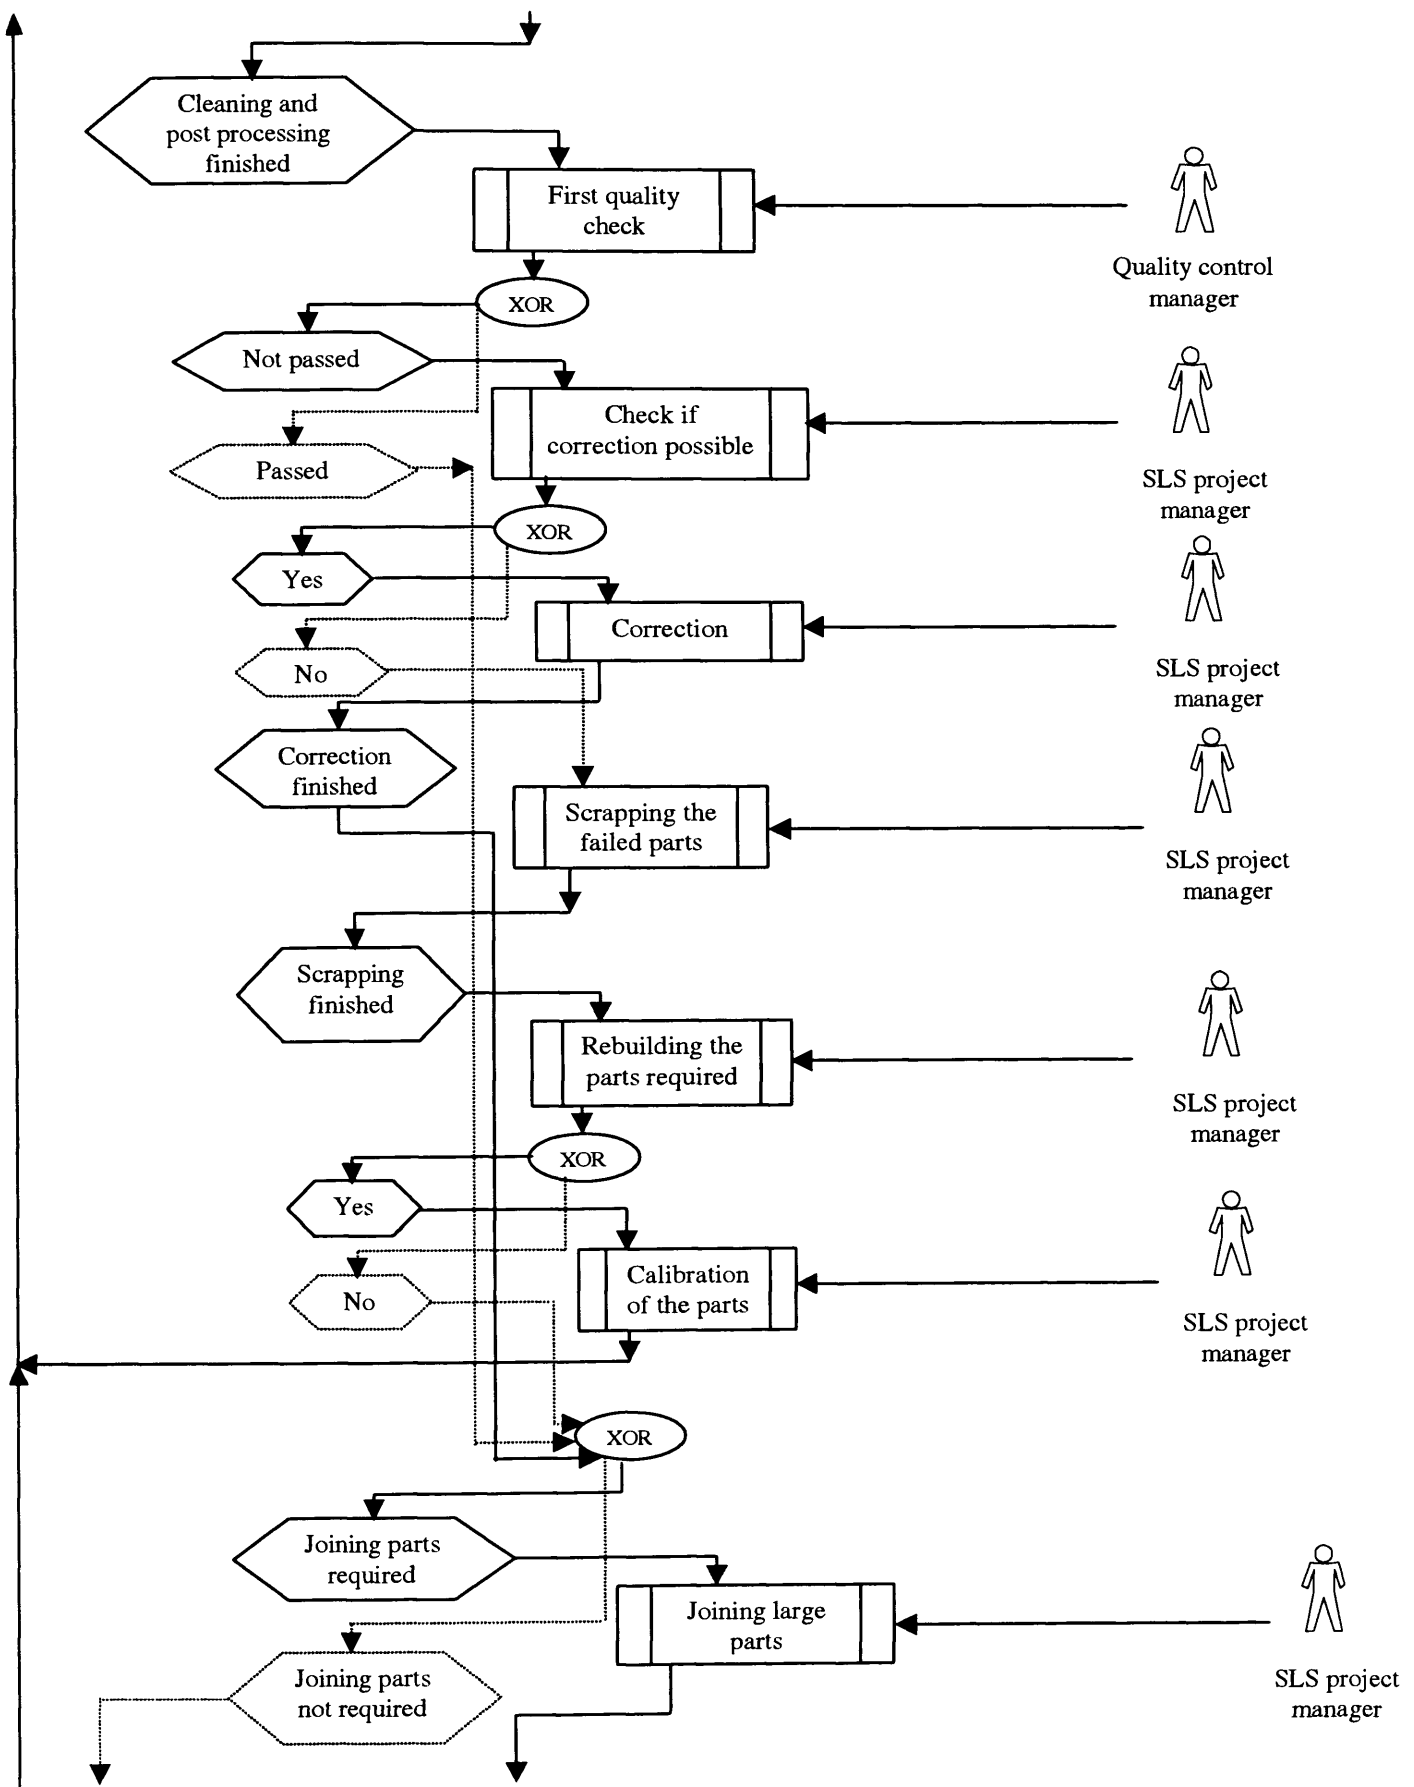 Cleaning and
post processing
finished
First quality
check
Quality control
manager
XOR
Not passed
Check if
correction possible
SLS project
manager
Passed
XOR
Yes
Correction
SLS project
manager
No
Correction
finished
Scrapping the
failed parts
SLS project
manager
Scrapping
finished
Rebuilding the
parts required
SLS project
manager
XOR
Yes
Calibration
of the parts
SLS project
manager
No
XOR
Joining parts
required
Joining large
parts
SLS project
manager
Joining parts
not required